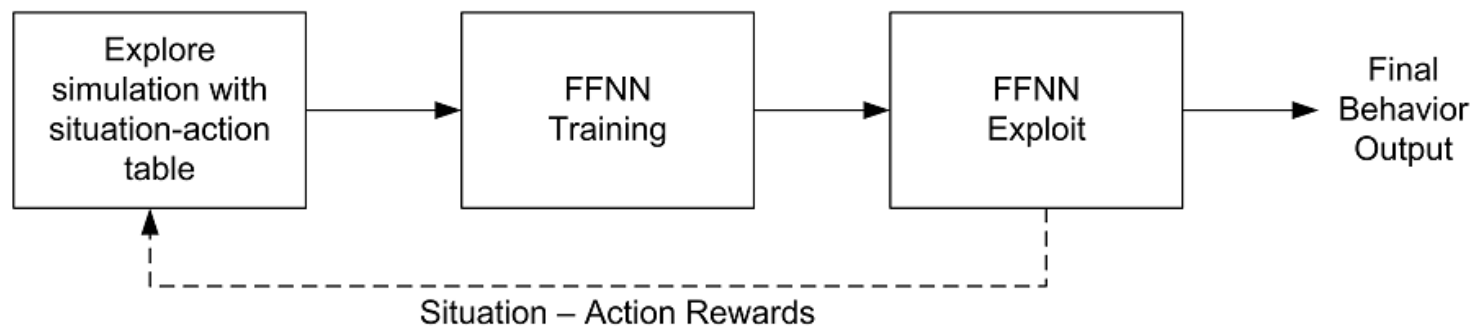 Explore
simulation with
situation-action
table
FFNN
Training
FFNN
Exploit
Final
Behavior
Output
Situation – Action Rewards